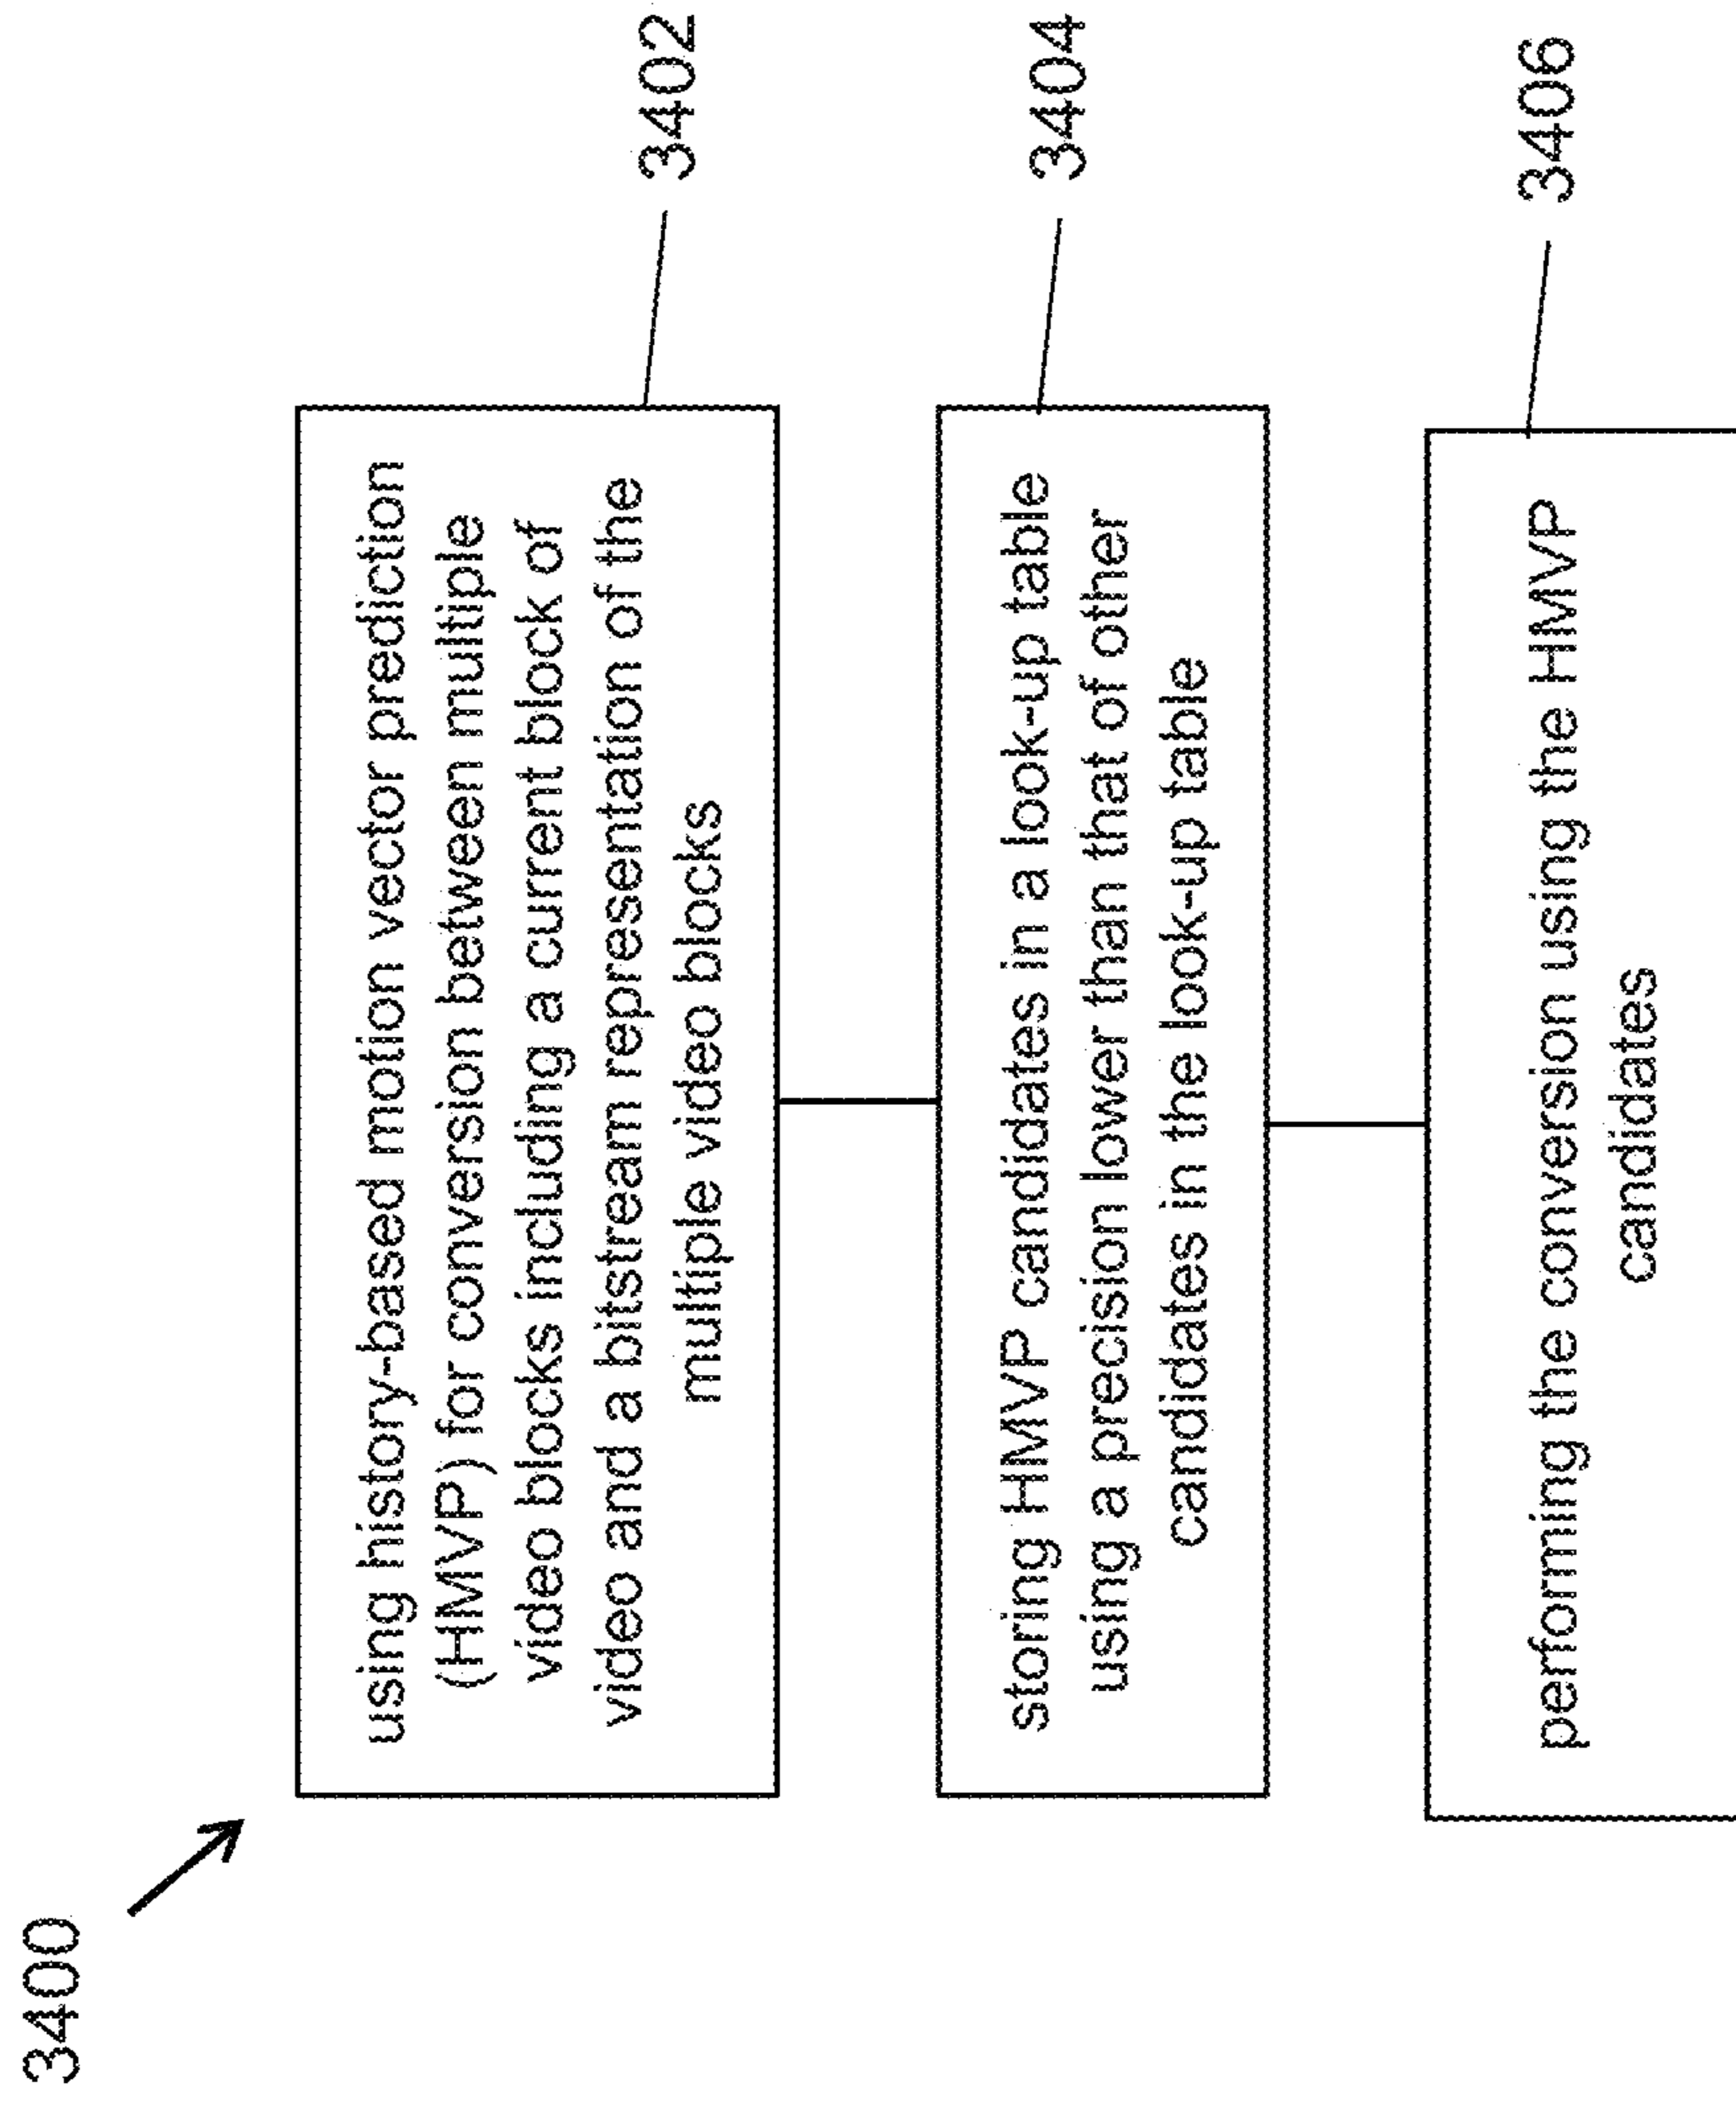 3400
using history-based motion vector prediction
(HMVP) for conversion between multiple
video blocks including a current block of
video and a bitstream representation of the
multiple video blocks
3402
storing HMVP candidates in a look-up table
using a precision lower than that of other
candidates in the look-up table
3404
performing the conversion using the HMVP
candidates
3406